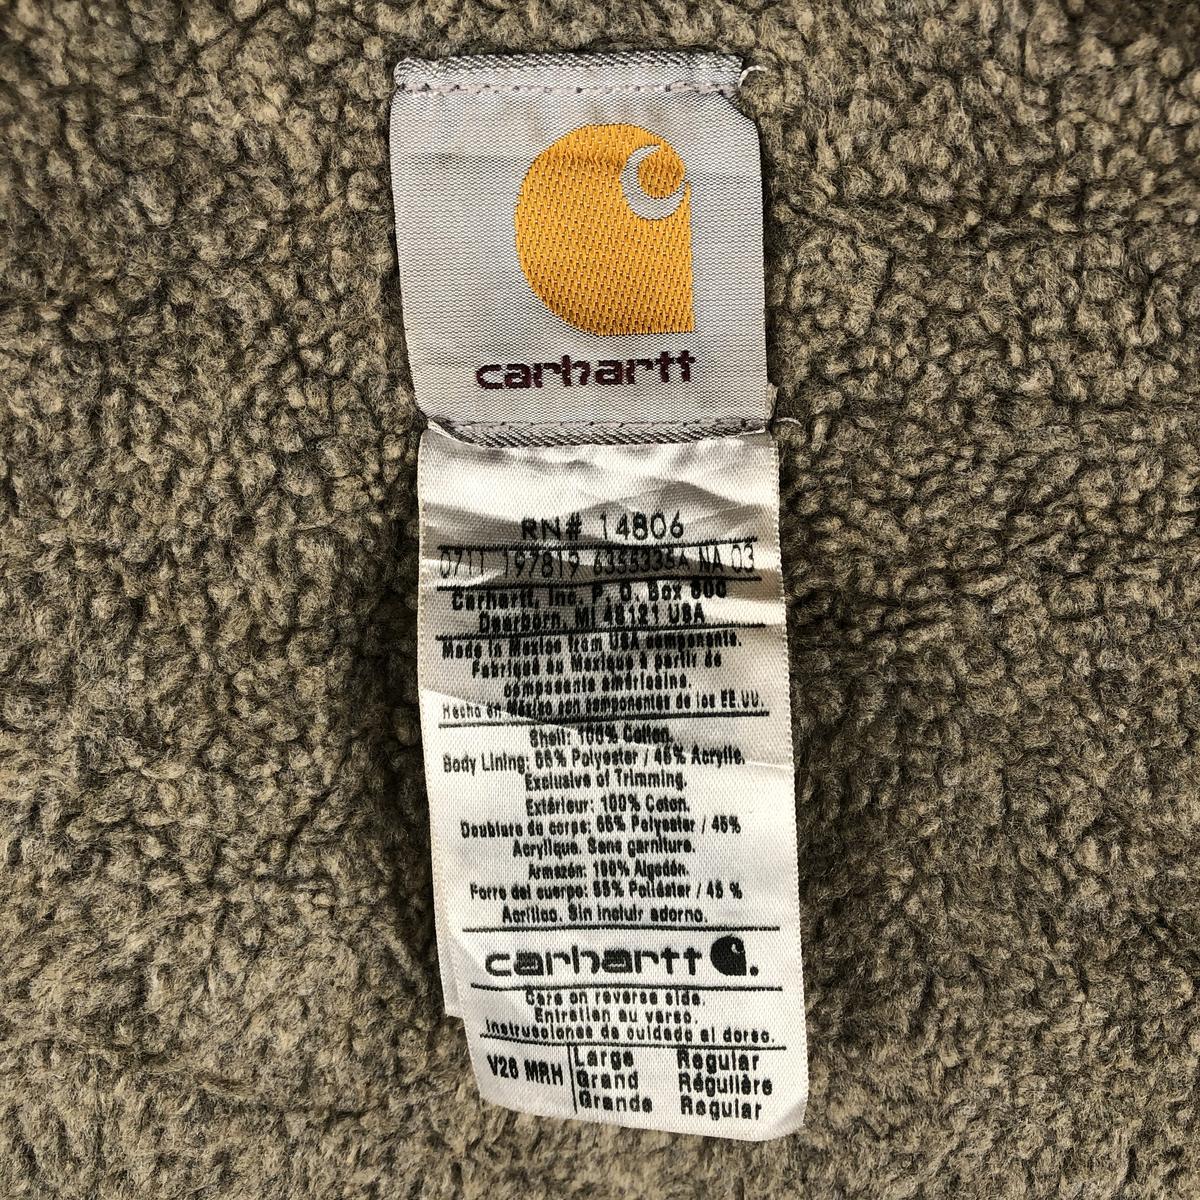 carhartt
RN# 14806
0711 197819 6355335A NA 03
Carhartt, Inc. P. O. Box 600
Dearborn, MI 48121 USA
Made in Mexico from USA components.
Fabriqué au Mexique à partir de
composants américains.
Hecho en México con componentes de los EE.UU.
Shell: 100% Cotton.
Body Lining: 55% Polyester / 45% Acrylic.
Exclusive of Trimming.
Extérieur: 100% Coton.
Doublure du corps: 55% Polyester / 45%
Acrylique. Sans garniture.
Armazón: 100% Algodón.
Forro del cuerpo: 55% Poliéster / 45 %
Acrílico. Sin incluir adorno.
carhartt
Care on reverse side.
Entretien au verso.
Instrucciones de cuidado al dorso.
V26 MRH
Large Regular
Grand Régulière
Grande Regular